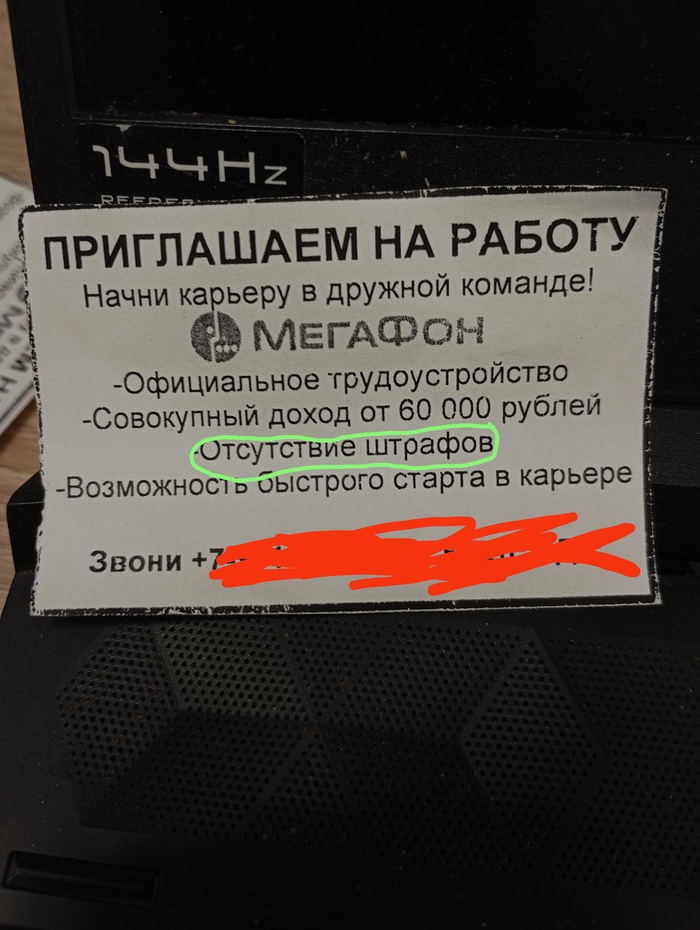 144Hz
ПРИГЛАШАЕМ НА РАБОТУ
Начни карьеру в дружной команде!
МЕГАФОН
-Официальное трудоустройство
-Совокупный доход от 60 000 рублей
-Отсутствие штрафов
-Возможность быстрого старта в карьере
Звони +7